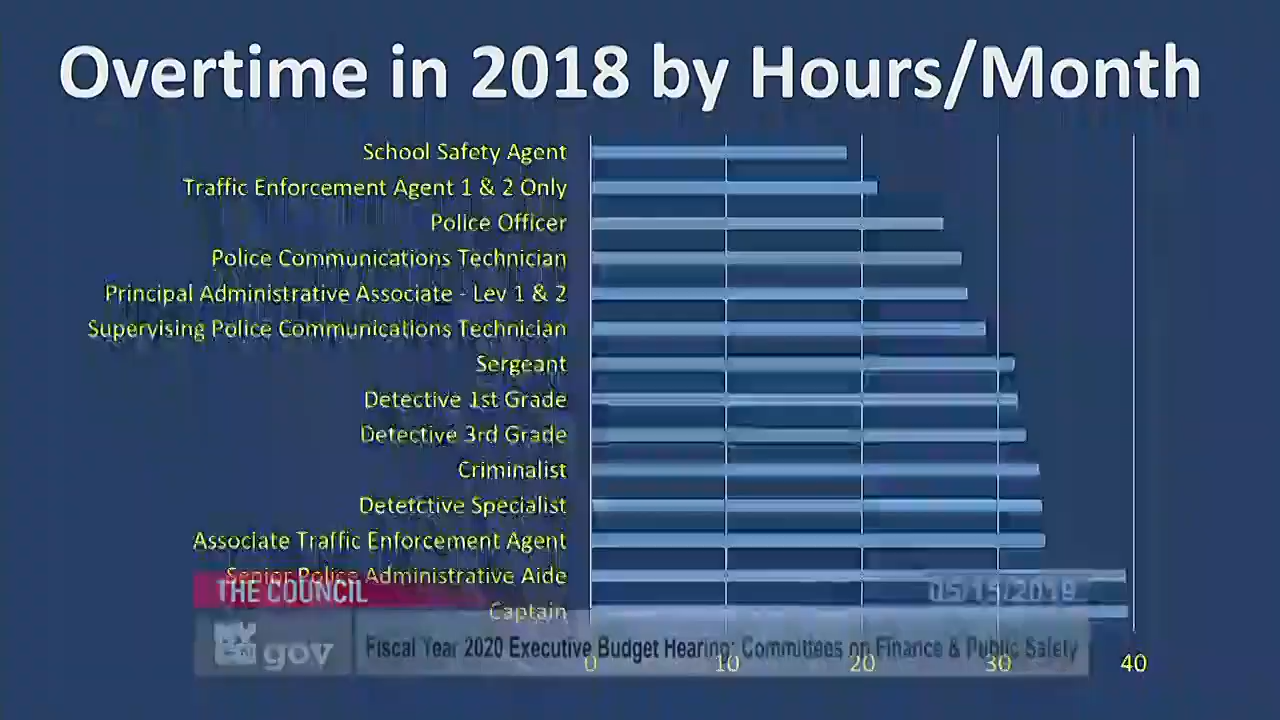 Overtime in 2018 by Hours/Month
School Safety Agent
Traffic Enforcement Agent 1 & 2 Only
Police Officer
Police Communications Technician
Principal Administrative Associate - Lev 1 & 2
Supervising Police Communications Technician
Sergeant
Detective 1st Grade
Detective 3rd Grade
Criminalist
Detetctive Specialist
Associate Traffic Enforcement Agent
Senior Police Administrative Aide
THE COUNCIL
05/15/2019
Captain
NYC gov
Fiscal Year 2020 Executive Budget Hearing: Committees on Finance & Public Safety
0 10 20 30 40